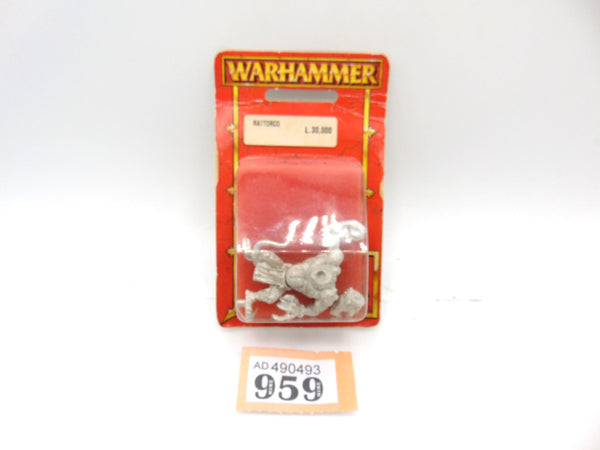 WARHAMMER
RATTORCO
L.30,000
AD 490493
959